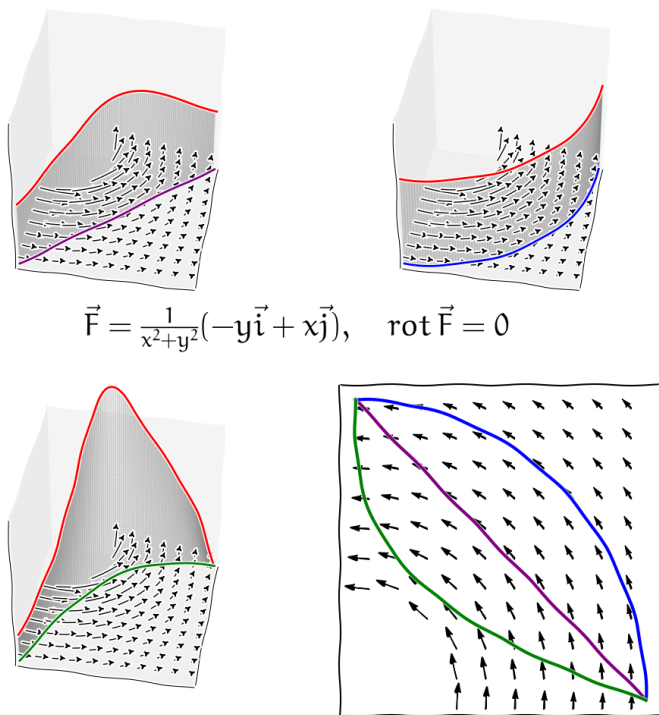 F⃗ = 1/(x²+y²) (−yi⃗ + xj⃗), rot F⃗ = 0